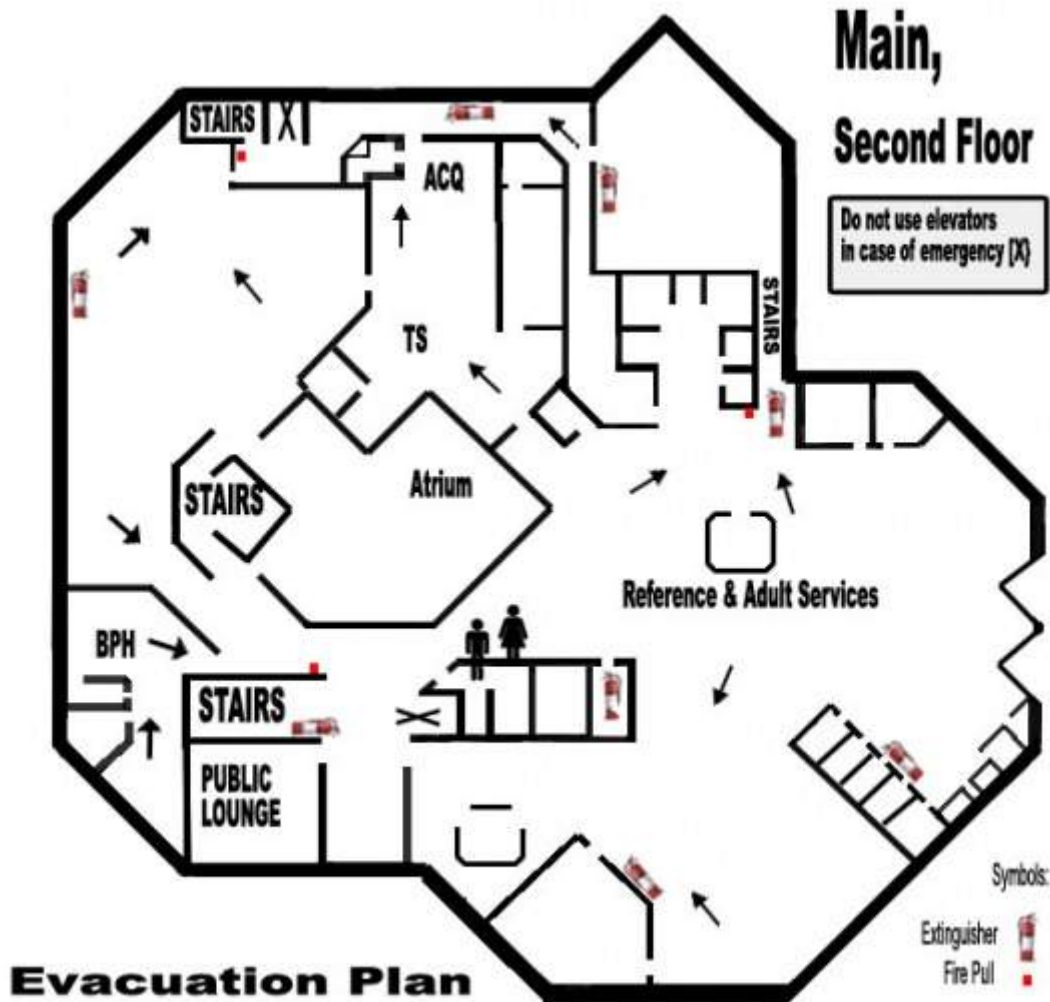 Main,
Second Floor
Do not use elevators
in case of emergency [X}
STAIRS
X
ACQ
STAIRS
TS
STAIRS
Atrium
Reference & Adult Services
BPH
STAIRS
PUBLIC
LOUNGE
Symbols:
Extinguisher
Fire Pull
Evacuation Plan